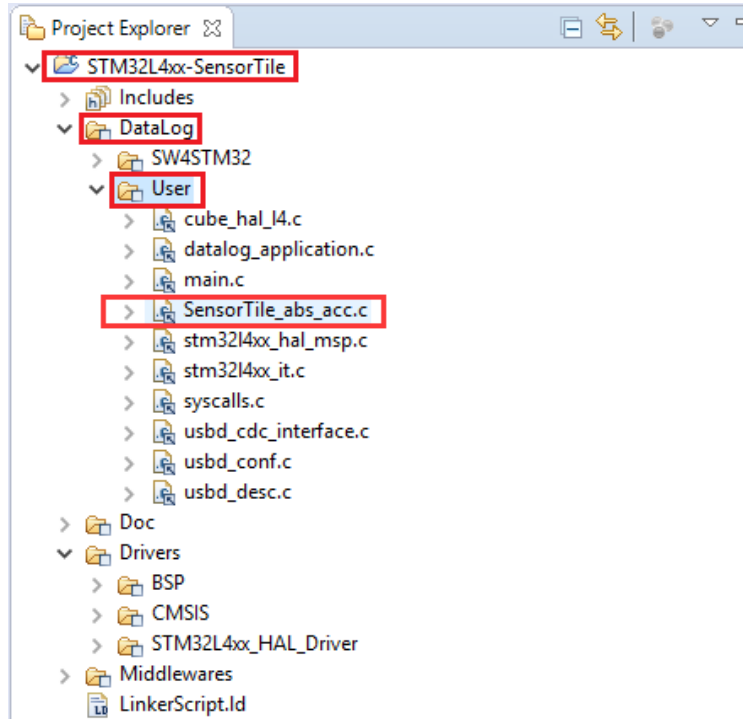 Project Explorer
STM32L4xx-SensorTile
Includes
DataLog
SW4STM32
User
cube_hal_l4.c
datalog_application.c
main.c
SensorTile_abs_acc.c
stm32l4xx_hal_msp.c
stm32l4xx_it.c
syscalls.c
usbd_cdc_interface.c
usbd_conf.c
usbd_desc.c
Doc
Drivers
BSP
CMSIS
STM32L4xx_HAL_Driver
Middlewares
LinkerScript.ld